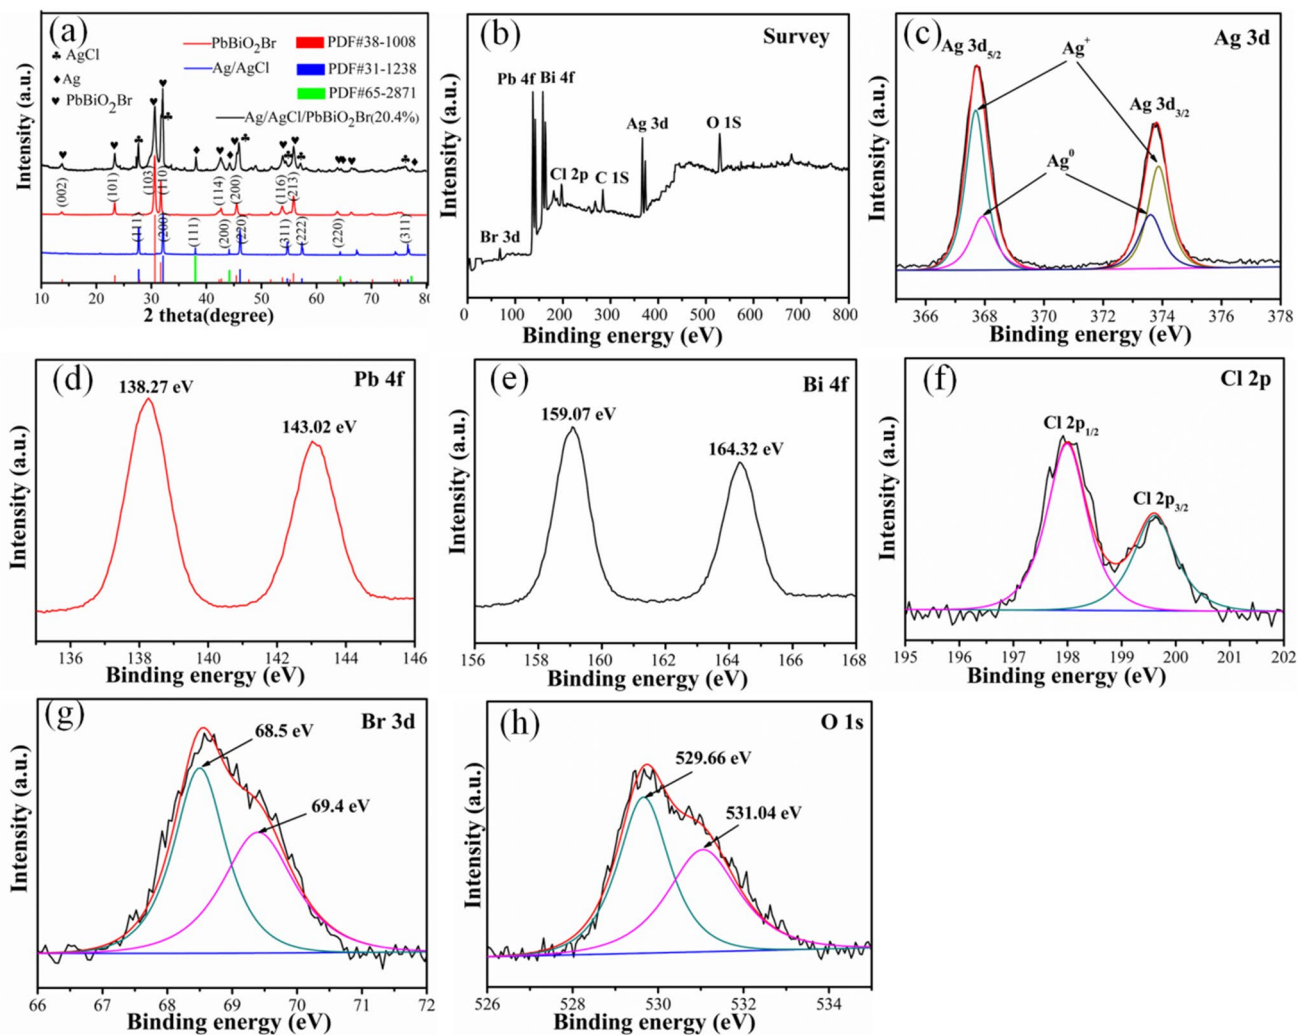 (a)
♣ AgCl
♦ Ag
♥ PbBiO2Br
PbBiO2Br
Ag/AgCl
PDF#38-1008
PDF#31-1238
PDF#65-2871
Ag/AgCl/PbBiO2Br(20.4%)
(002)
(101)
(103)
(110)
(114)
(200)
(116)
(213)
(111)
(200)
(111)
(200)
(220)
(311)
(222)
(220)
(311)
Intensity (a.u.)
10 20 30 40 50 60 70 80
2 theta(degree)
(b)
Survey
Pb 4f
Bi 4f
Ag 3d
O 1S
Cl 2p
C 1S
Br 3d
Intensity (a.u.)
0 100 200 300 400 500 600 700 800
Binding energy (eV)
(c)
Ag 3d
Ag 3d5/2
Ag+
Ag 3d3/2
Ag0
Intensity (a.u.)
366 368 370 372 374 376 378
Binding energy (eV)
(d)
Pb 4f
138.27 eV
143.02 eV
Intensity (a.u.)
136 138 140 142 144 146
Binding energy (eV)
(e)
Bi 4f
159.07 eV
164.32 eV
Intensity (a.u.)
156 158 160 162 164 166 168
Binding energy (eV)
(f)
Cl 2p
Cl 2p1/2
Cl 2p3/2
Intensity (a.u.)
195 196 197 198 199 200 201 202
Binding energy (eV)
(g)
Br 3d
68.5 eV
69.4 eV
Intensity (a.u.)
66 67 68 69 70 71 72
Binding energy (eV)
(h)
O 1s
529.66 eV
531.04 eV
Intensity (a.u.)
526 528 530 532 534
Binding energy (eV)